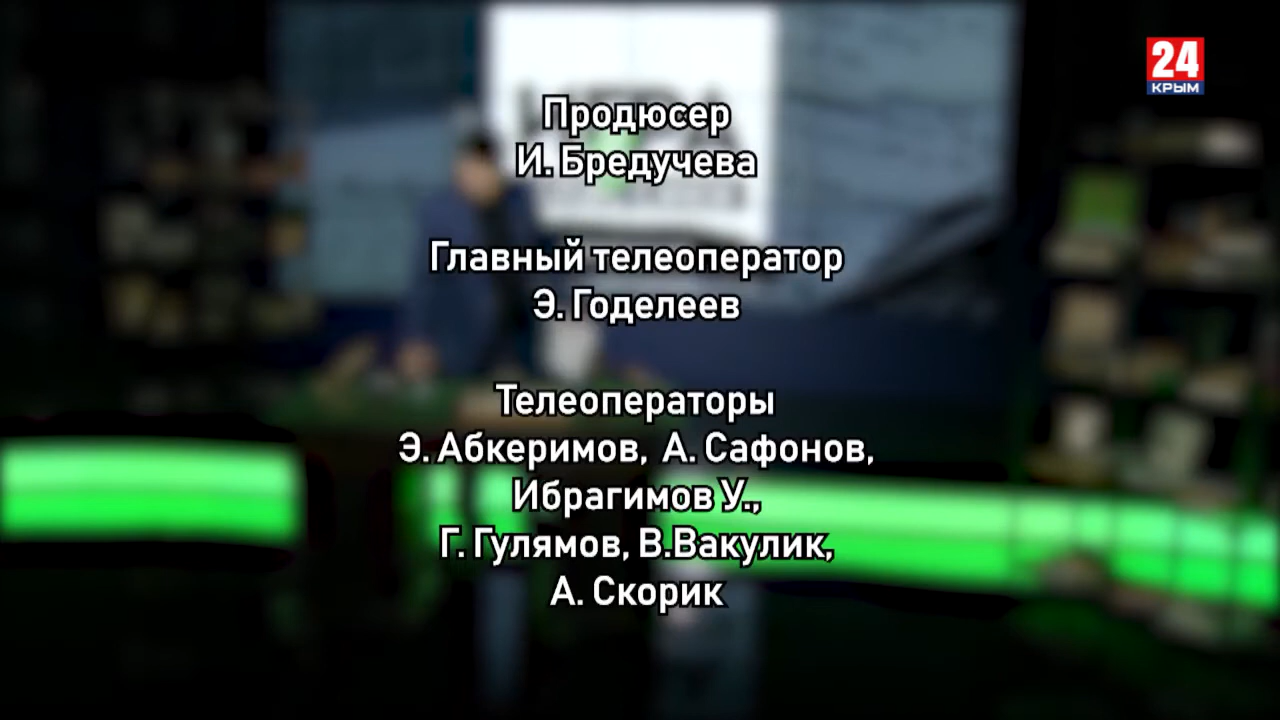 24
КРЫМ
Продюсер
И. Бредучева
Главный телеоператор
Э. Годелеев
Телеоператоры
Э. Абкеримов, А. Сафонов,
Ибрагимов У.,
Г. Гулямов, В.Вакулик,
А. Скорик